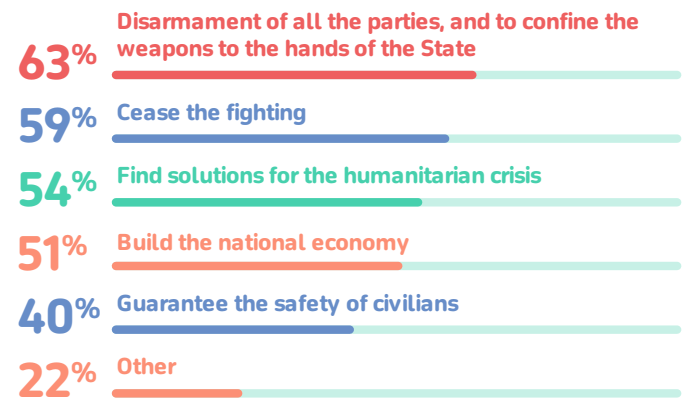 Disarmament of all the parties, and to confine the
weapons to the hands of the State
63%
Cease the fighting
59%
Find solutions for the humanitarian crisis
54%
Build the national economy
51%
Guarantee the safety of civilians
40%
Other
22%